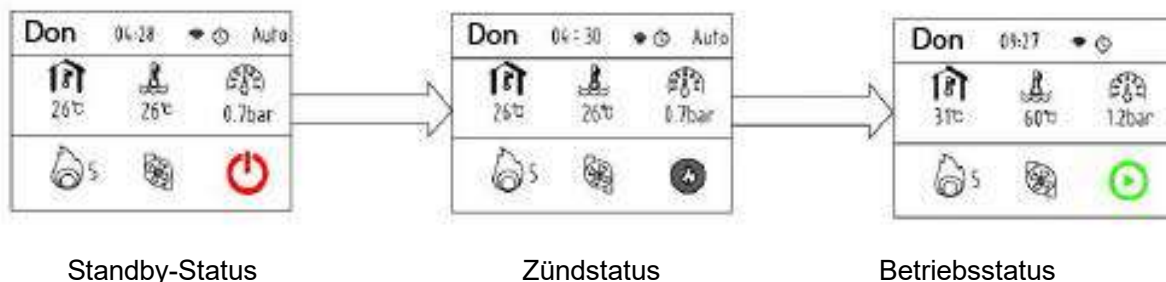 Don 04:28 Auto
26℃ 26℃ 0.7bar
5
Don 04:30 Auto
26℃ 26℃ 0.7bar
5
Don 09:27
31℃ 60℃ 1.2bar
5
Standby-Status Zündstatus Betriebsstatus